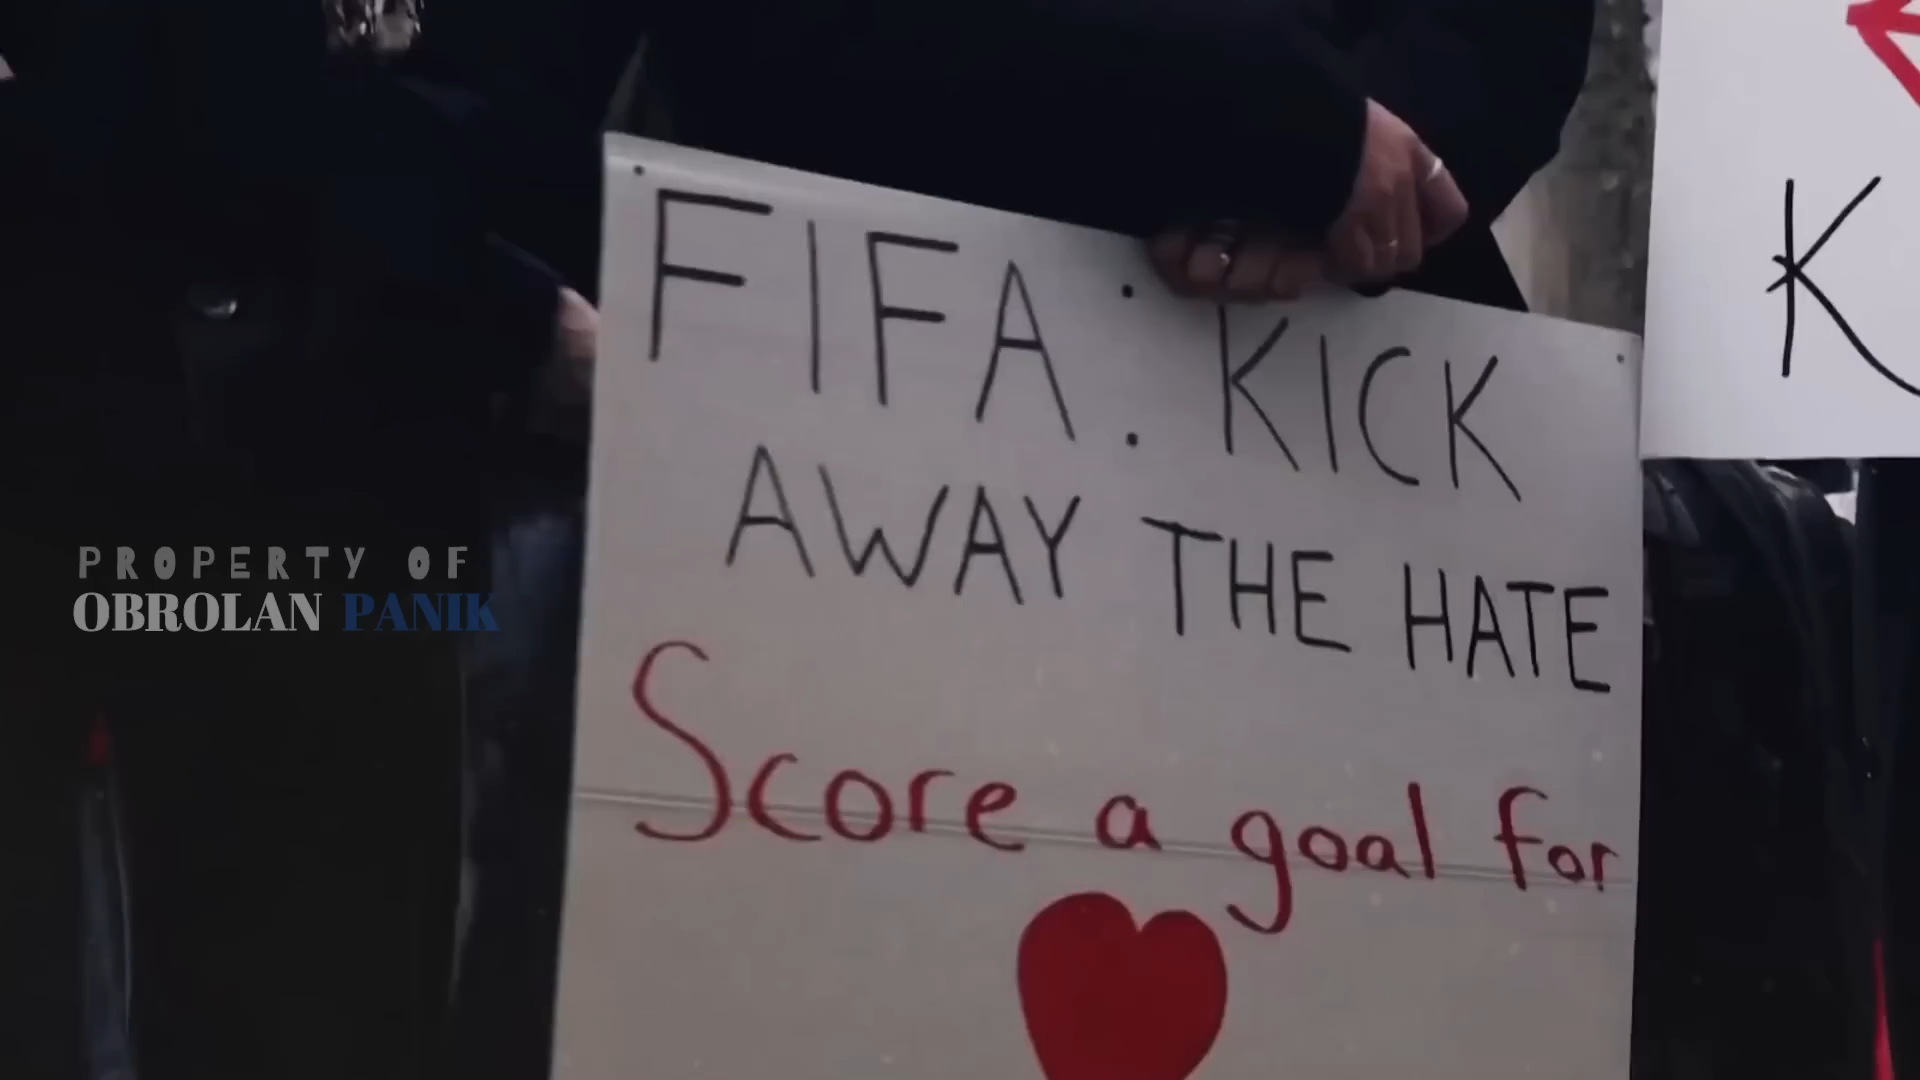 FIFA. KICK
AWAY THE HATE
Score a goal for
K
PROPERTY OF
OBROLAN PANIK